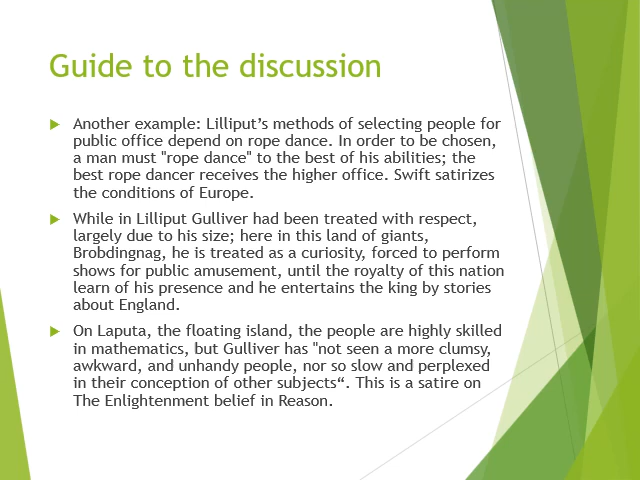 Guide to the discussion
Another example: Lilliput’s methods of selecting people for
public office depend on rope dance. In order to be chosen,
a man must "rope dance" to the best of his abilities; the
best rope dancer receives the higher office. Swift satirizes
the conditions of Europe.
While in Lilliput Gulliver had been treated with respect,
largely due to his size; here in this land of giants,
Brobdingnag, he is treated as a curiosity, forced to perform
shows for public amusement, until the royalty of this nation
learn of his presence and he entertains the king by stories
about England.
On Laputa, the floating island, the people are highly skilled
in mathematics, but Gulliver has "not seen a more clumsy,
awkward, and unhandy people, nor so slow and perplexed
in their conception of other subjects“. This is a satire on
The Enlightenment belief in Reason.